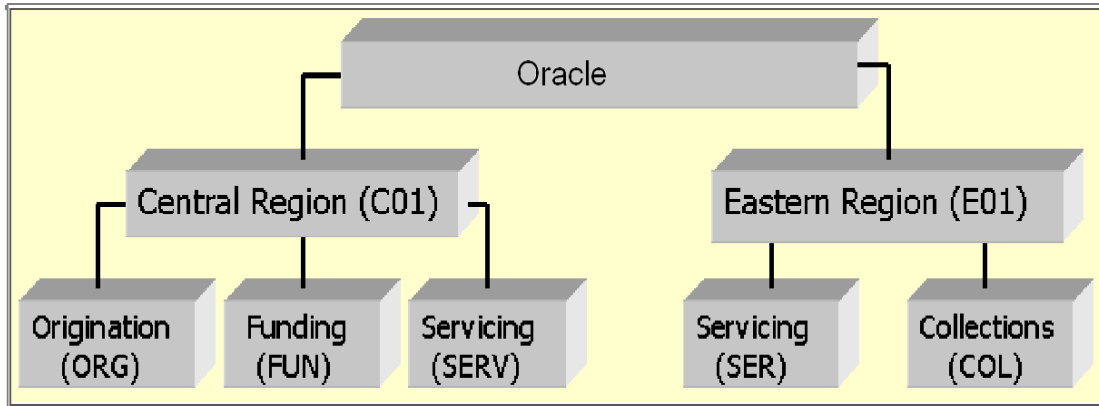 Oracle
Central Region (C01)
Eastern Region (E01)
Origination
(ORG)
Funding
(FUN)
Servicing
(SERV)
Servicing
(SER)
Collections
(COL)